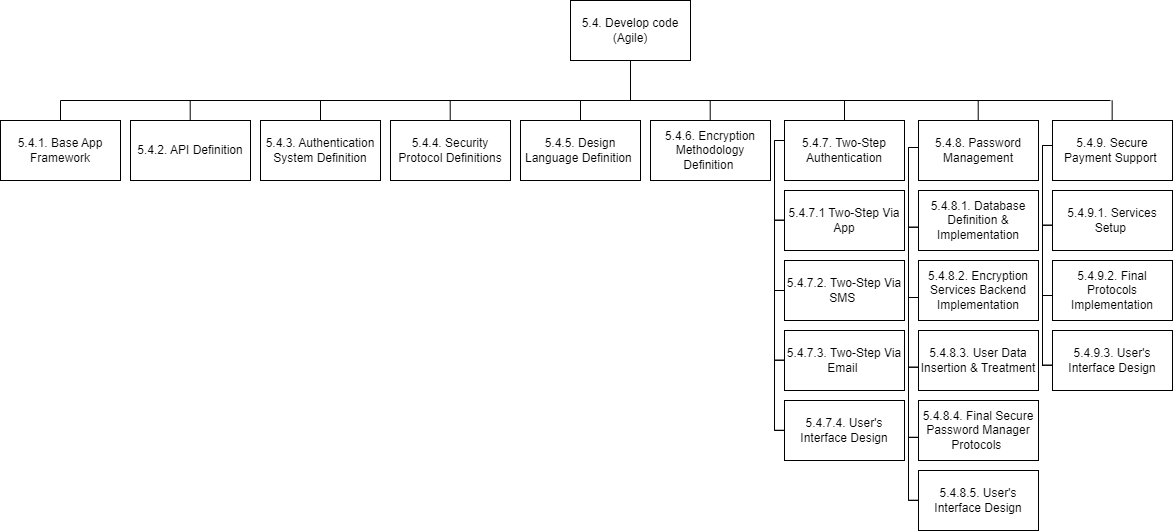 5.4. Develop code
(Agile)
5.4.1. Base App
Framework
5.4.2. API Definition
5.4.3. Authentication
System Definition
5.4.4. Security
Protocol Definitions
5.4.5. Design
Language Definition
5.4.6. Encryption
Methodology
Definition
5.4.7. Two-Step
Authentication
5.4.7.1 Two-Step Via
App
5.4.7.2. Two-Step Via
SMS
5.4.7.3. Two-Step Via
Email
5.4.7.4. User's
Interface Design
5.4.8. Password
Management
5.4.8.1. Database
Definition &
Implementation
5.4.8.2. Encryption
Services Backend
Implementation
5.4.8.3. User Data
Insertion & Treatment
5.4.8.4. Final Secure
Password Manager
Protocols
5.4.8.5. User's
Interface Design
5.4.9. Secure
Payment Support
5.4.9.1. Services
Setup
5.4.9.2. Final
Protocols
Implementation
5.4.9.3. User's
Interface Design